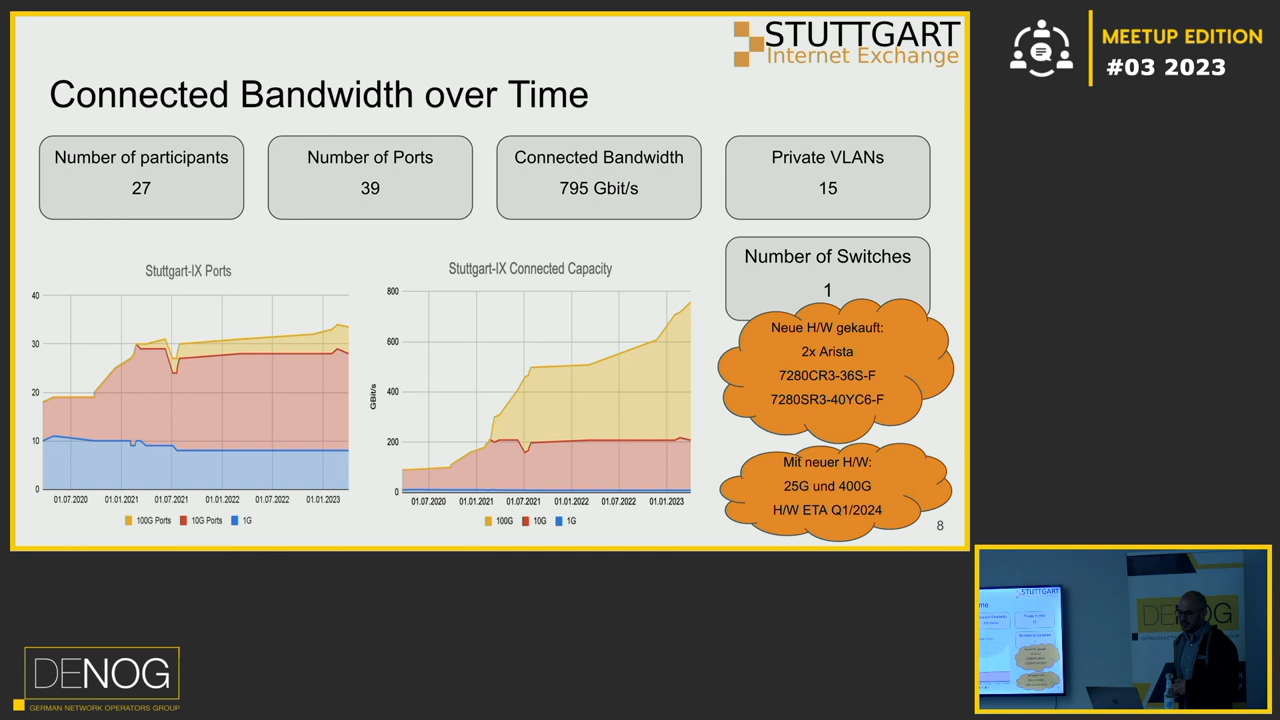 STUTTGART
Internet Exchange
MEETUP EDITION
#03 2023
Connected Bandwidth over Time
Number of participants
27
Number of Ports
39
Connected Bandwidth
795 Gbit/s
Private VLANs
15
Number of Switches
1
Neue H/W gekauft:
2x Arista
7280CR3-36S-F
7280SR3-40YC6-F
Mit neuer H/W:
25G und 400G
H/W ETA Q1/2024
Stuttgart-IX Ports
40
30
20
10
0
01.07.2020 01.01.2021 01.07.2021 01.01.2022 01.07.2022 01.01.2023
100G Ports 10G Ports 1G
Stuttgart-IX Connected Capacity
800
600
400
200
0
GBit/s
01.07.2020 01.01.2021 01.07.2021 01.01.2022 01.07.2022 01.01.2023
100G 10G 1G
8
DENOG
GERMAN NETWORK OPERATORS GROUP
STUTTGART
DENOG